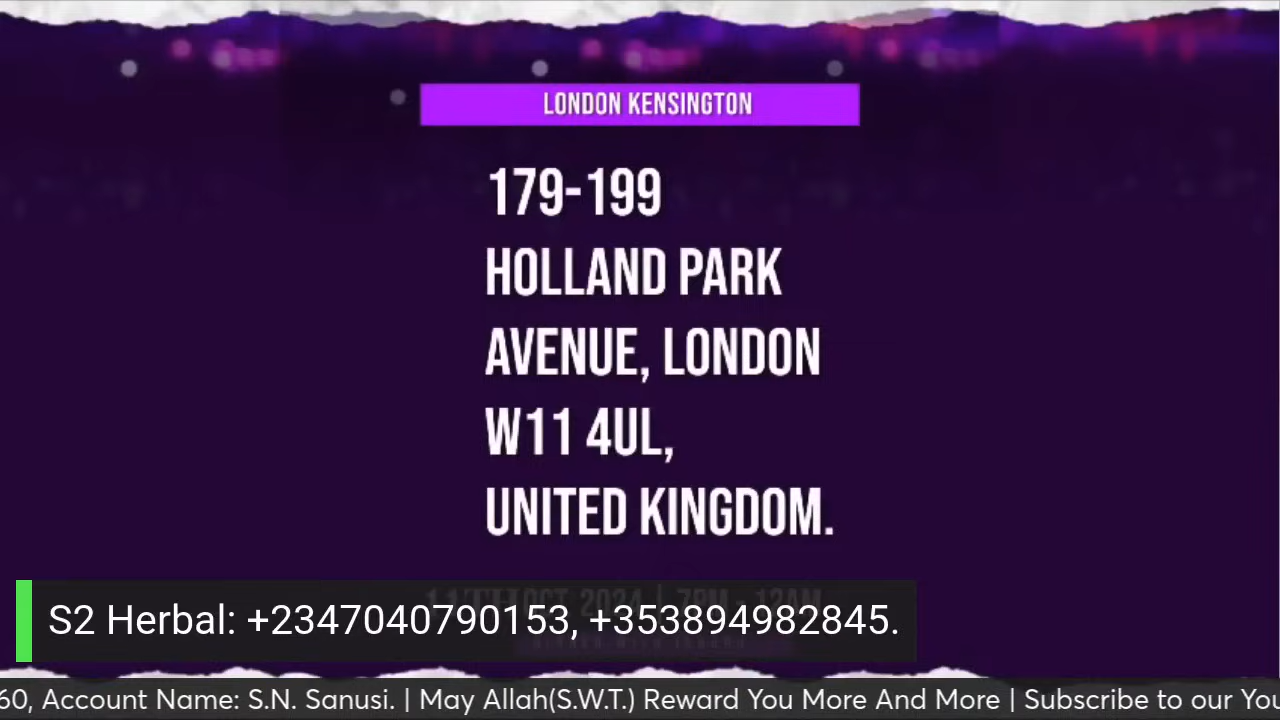 LONDON KENSINGTON
179-199
HOLLAND PARK
AVENUE, LONDON
W11 4UL,
UNITED KINGDOM.
S2 Herbal: +2347040790153, +353894982845.
60, Account Name: S.N. Sanusi. | May Allah(S.W.T.) Reward You More And More | Subscribe to our You